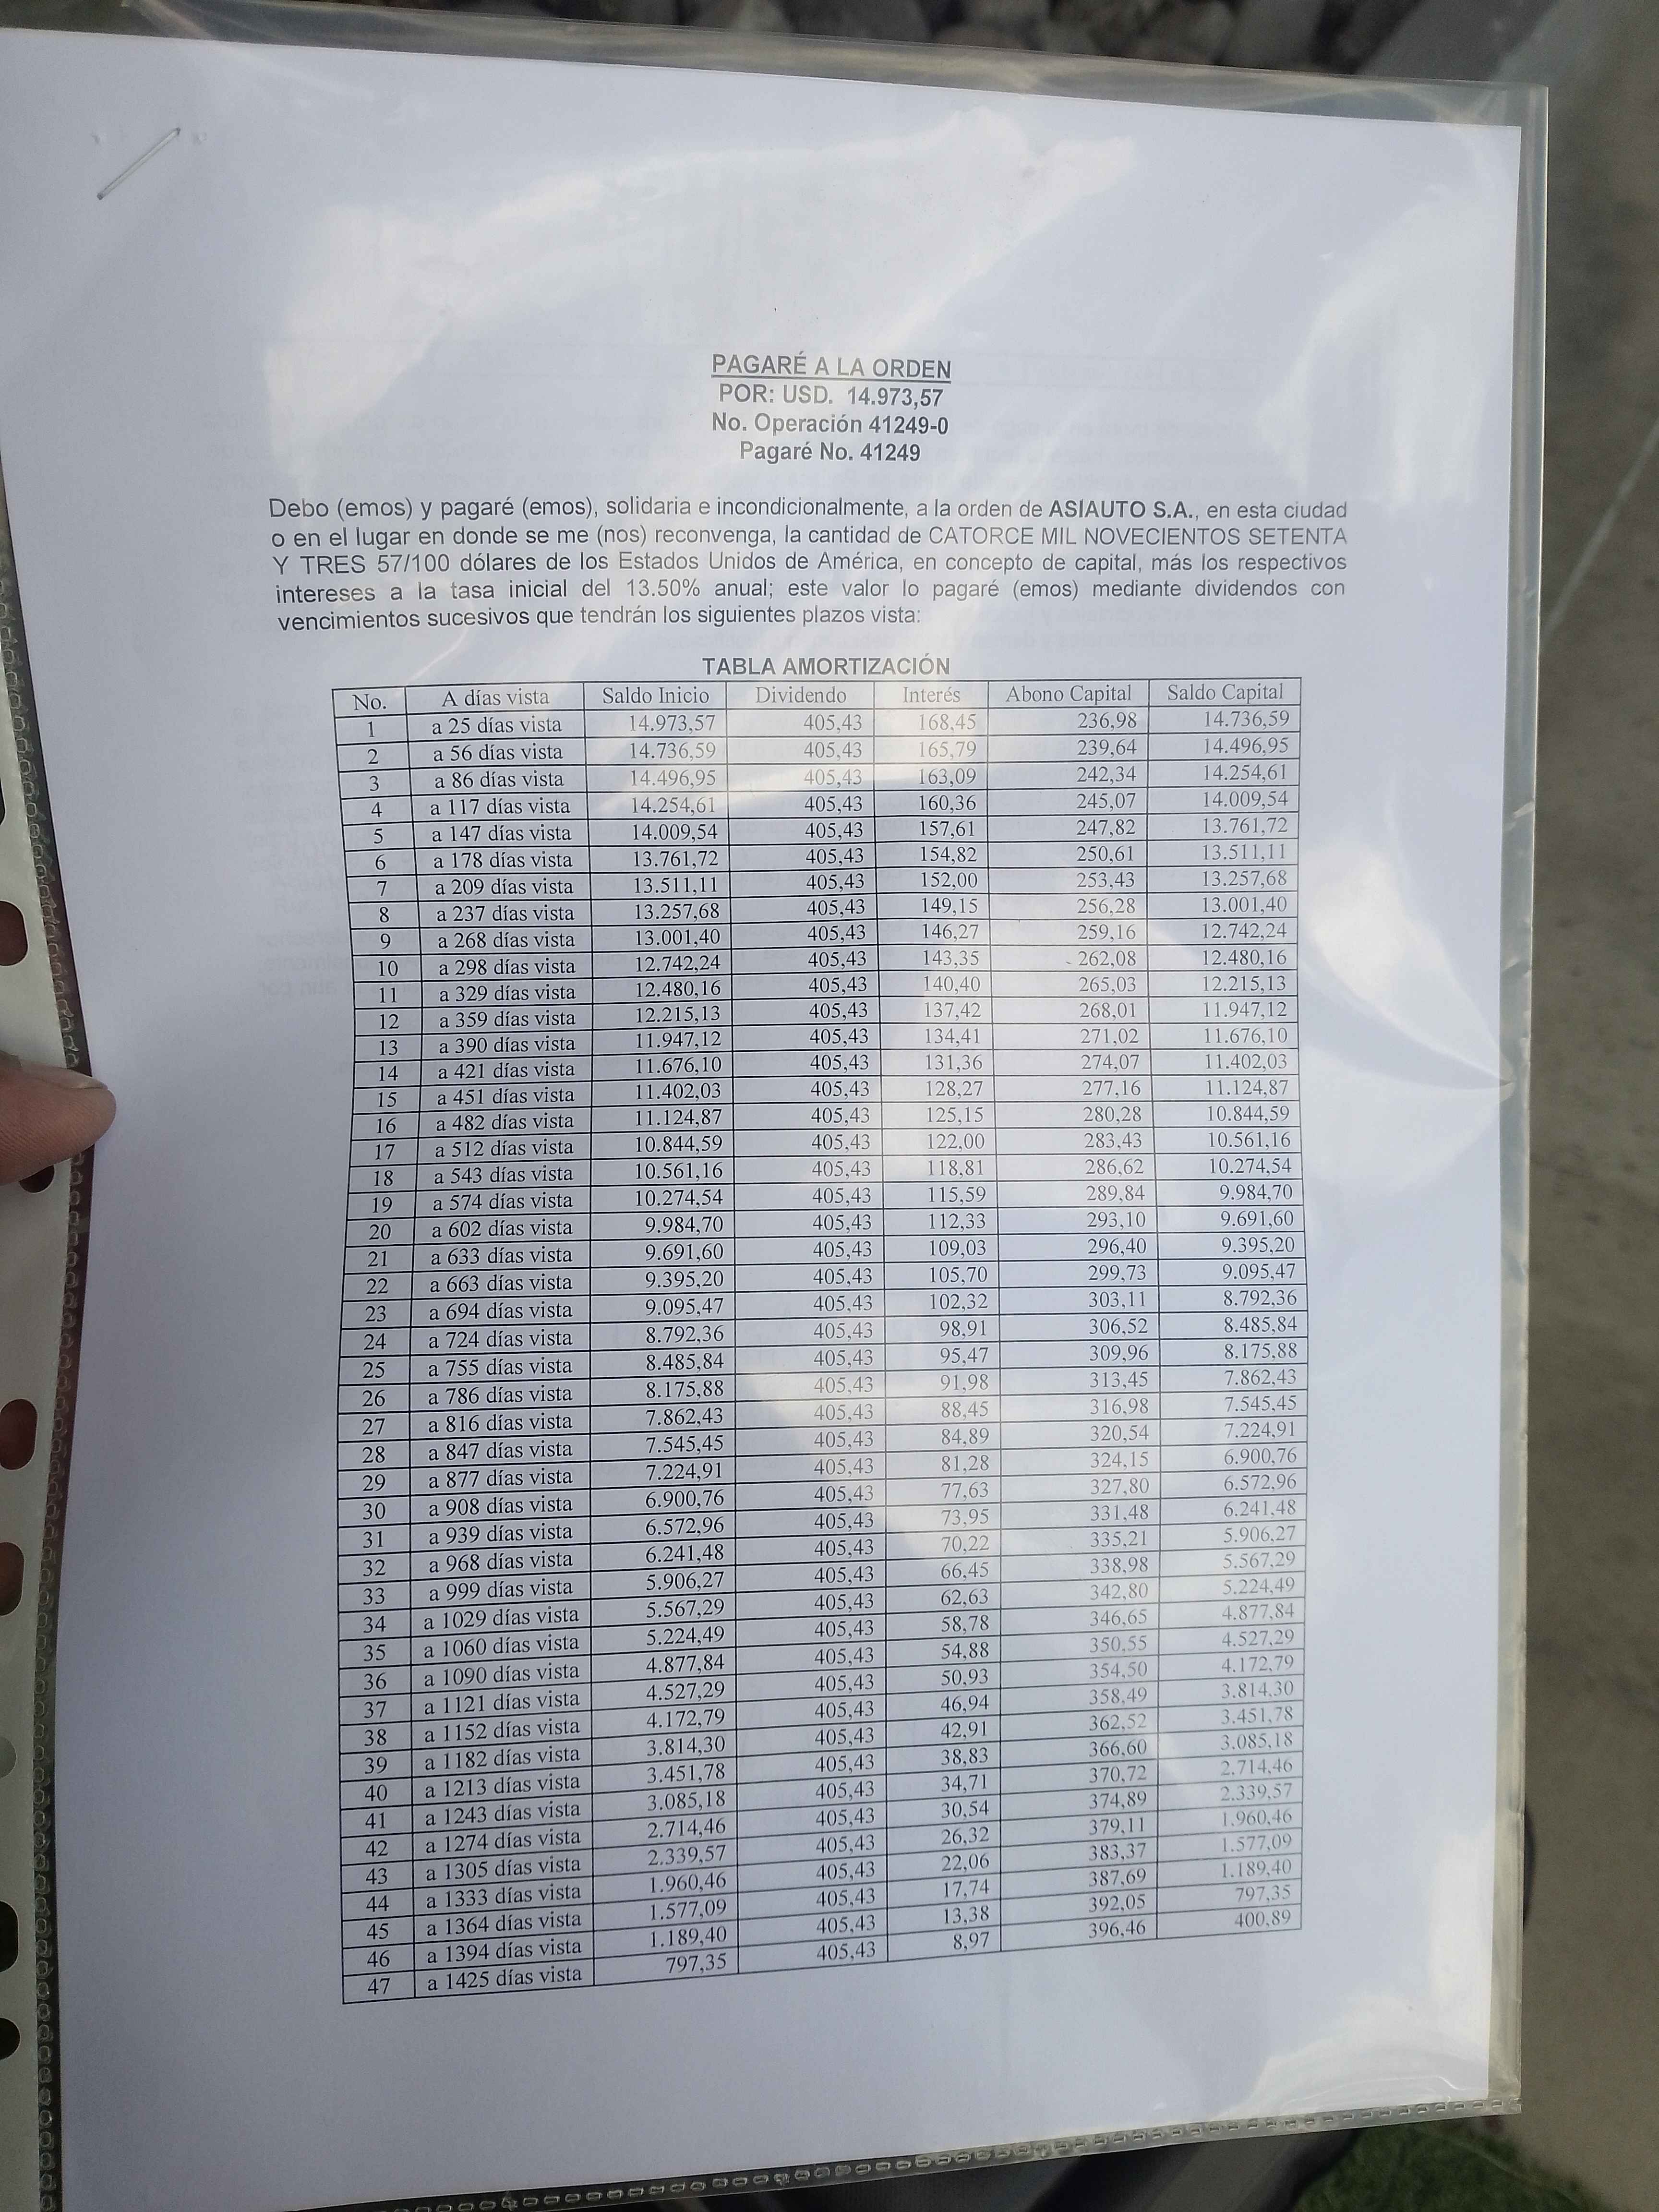 PAGARÉ A LA ORDEN
POR: USD. 14.973,57
No. Operación 41249-0
Pagaré No. 41249
Debo (emos) y pagaré (emos), solidaria e incondicionalmente, a la orden de ASIAUTO S.A., en esta ciudad
o en el lugar en donde se me (nos) reconvenga, la cantidad de CATORCE MIL NOVECIENTOS SETENTA
Y TRES 57/100 dólares de los Estados Unidos de América, en concepto de capital, más los respectivos
intereses a la tasa inicial del 13.50% anual; este valor lo pagaré (emos) mediante dividendos con
vencimientos sucesivos que tendrán los siguientes plazos vista:
TABLA AMORTIZACIÓN
No. A días vista Saldo Inicio Dividendo Interés Abono Capital Saldo Capital
1 a 25 días vista 14.973,57 405,43 168,45 236,98 14.736,59
2 a 56 días vista 14.736,59 405,43 165,79 239,64 14.496,95
3 a 86 días vista 14.496,95 405,43 163,09 242,34 14.254,61
4 a 117 días vista 14.254,61 405,43 160,36 245,07 14.009,54
5 a 147 días vista 14.009,54 405,43 157,61 247,82 13.761,72
6 a 178 días vista 13.761,72 405,43 154,82 250,61 13.511,11
7 a 209 días vista 13.511,11 405,43 152,00 253,43 13.257,68
8 a 237 días vista 13.257,68 405,43 149,15 256,28 13.001,40
9 a 268 días vista 13.001,40 405,43 146,27 259,16 12.742,24
10 a 298 días vista 12.742,24 405,43 143,35 262,08 12.480,16
11 a 329 días vista 12.480,16 405,43 140,40 265,03 12.215,13
12 a 359 días vista 12.215,13 405,43 137,42 268,01 11.947,12
13 a 390 días vista 11.947,12 405,43 134,41 271,02 11.676,10
14 a 421 días vista 11.676,10 405,43 131,36 274,07 11.402,03
15 a 451 días vista 11.402,03 405,43 128,27 277,16 11.124,87
16 a 482 días vista 11.124,87 405,43 125,15 280,28 10.844,59
17 a 512 días vista 10.844,59 405,43 122,00 283,43 10.561,16
18 a 543 días vista 10.561,16 405,43 118,81 286,62 10.274,54
19 a 574 días vista 10.274,54 405,43 115,59 289,84 9.984,70
20 a 602 días vista 9.984,70 405,43 112,33 293,10 9.691,60
21 a 633 días vista 9.691,60 405,43 109,03 296,40 9.395,20
22 a 663 días vista 9.395,20 405,43 105,70 299,73 9.095,47
23 a 694 días vista 9.095,47 405,43 102,32 303,11 8.792,36
24 a 724 días vista 8.792,36 405,43 98,91 306,52 8.485,84
25 a 755 días vista 8.485,84 405,43 95,47 309,96 8.175,88
26 a 786 días vista 8.175,88 405,43 91,98 313,45 7.862,43
27 a 816 días vista 7.862,43 405,43 88,45 316,98 7.545,45
28 a 847 días vista 7.545,45 405,43 84,89 320,54 7.224,91
29 a 877 días vista 7.224,91 405,43 81,28 324,15 6.900,76
30 a 908 días vista 6.900,76 405,43 77,63 327,80 6.572,96
31 a 939 días vista 6.572,96 405,43 73,95 331,48 6.241,48
32 a 968 días vista 6.241,48 405,43 70,22 335,21 5.906,27
33 a 999 días vista 5.906,27 405,43 66,45 338,98 5.567,29
34 a 1029 días vista 5.567,29 405,43 62,63 342,80 5.224,49
35 a 1060 días vista 5.224,49 405,43 58,78 346,65 4.877,84
36 a 1090 días vista 4.877,84 405,43 54,88 350,55 4.527,29
37 a 1121 días vista 4.527,29 405,43 50,93 354,50 4.172,79
38 a 1152 días vista 4.172,79 405,43 46,94 358,49 3.814,30
39 a 1182 días vista 3.814,30 405,43 42,91 362,52 3.451,78
40 a 1213 días vista 3.451,78 405,43 38,83 366,60 3.085,18
41 a 1243 días vista 3.085,18 405,43 34,71 370,72 2.714,46
42 a 1274 días vista 2.714,46 405,43 30,54 374,89 2.339,57
43 a 1305 días vista 2.339,57 405,43 26,32 379,11 1.960,46
44 a 1333 días vista 1.960,46 405,43 22,06 383,37 1.577,09
45 a 1364 días vista 1.577,09 405,43 17,74 387,69 1.189,40
46 a 1394 días vista 1.189,40 405,43 13,38 392,05 797,35
47 a 1425 días vista 797,35 405,43 8,97 396,46 400,89